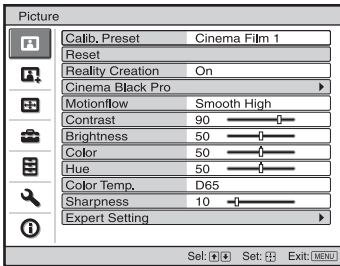 Picture
Calib. Preset Cinema Film 1
Reset
Reality Creation On
Cinema Black Pro
Motionflow Smooth High
Contrast 90
Brightness 50
Color 50
Hue 50
Color Temp. D65
Sharpness 10
Expert Setting
Sel: Set: Exit: MENU